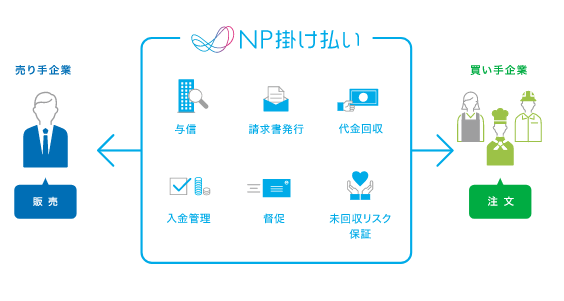 NP掛け払い
売り手企業
買い手企業
与信
請求書発行
代金回収
販売
注文
入金管理
督促
未回収リスク
保証